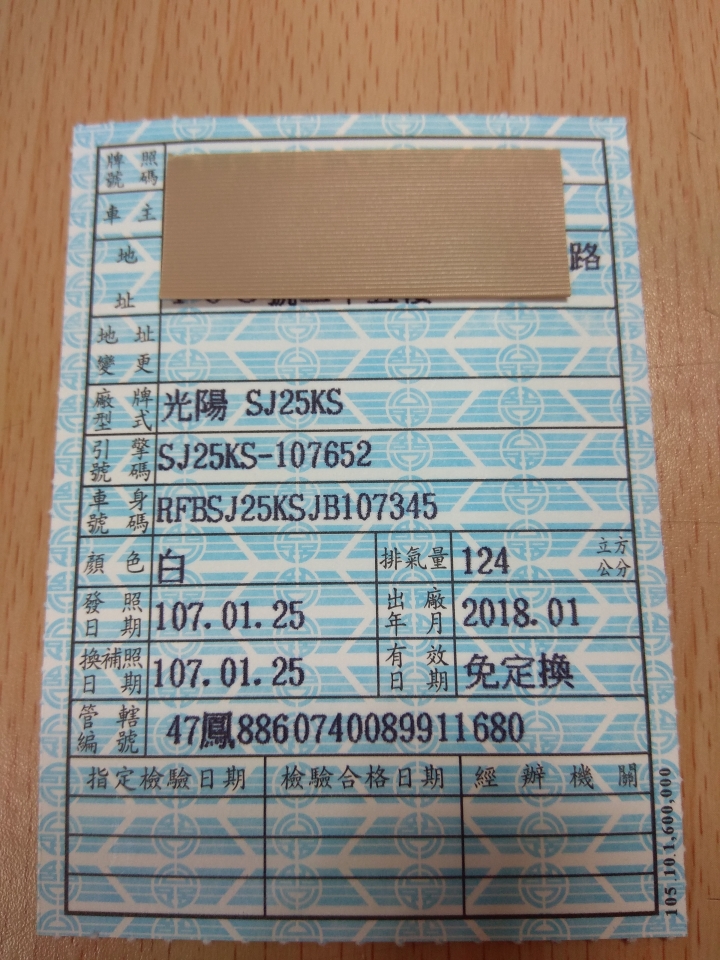 牌照號碼
車主
地址 路
地址變更
廠牌型式 光陽 SJ25KS
引擎號碼 SJ25KS-107652
車身號碼 RFBSJ25KSJB107345
顏色 白 排氣量 124 立方公分
發照日期 107.01.25 出廠年月 2018.01
換補照日期 107.01.25 有效日期 免定換
管轄編號 47鳳8860740089911680
指定檢驗日期 檢驗合格日期 經辦機關
105.10.1,600,000